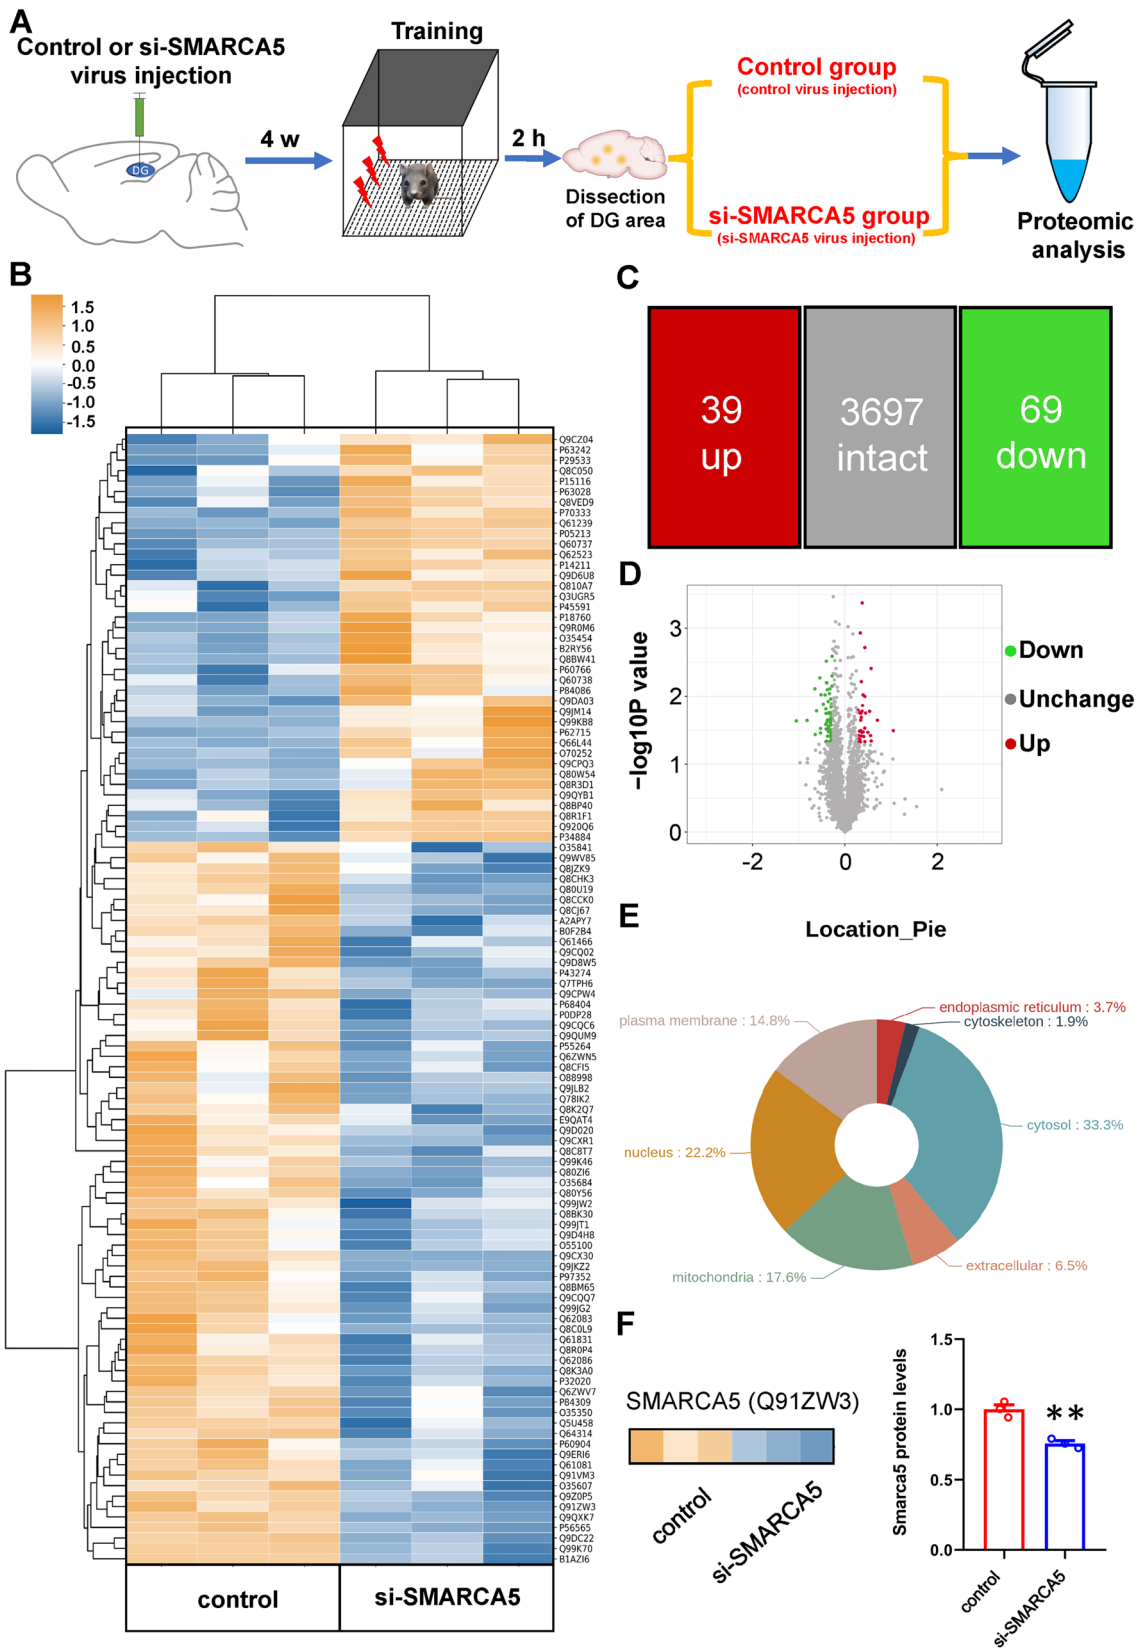 A
Control or si-SMARCA5
virus injection
DG
4 w
Training
2 h
Dissection
of DG area
Control group
(control virus injection)
si-SMARCA5 group
(si-SMARCA5 virus injection)
Proteomic
analysis
B
1.5
1.0
0.5
0.0
-0.5
-1.0
-1.5
Q9CZ04
P63242
P29533
Q8C050
P15116
P63028
Q8VED9
P70333
Q61239
P05213
Q60737
Q62523
P14211
Q9D6U8
Q810A7
Q3UGR5
P45591
P18760
Q9R0M6
O35454
B2RY56
Q8BW41
P60766
Q60738
P84086
Q9DA03
Q9JM14
Q99KB8
P62715
Q66L44
O70252
Q9CPQ3
Q80W54
Q8R3D1
Q9QYB1
Q8BP40
Q8R1F1
Q920Q6
P34884
O35841
Q9WV85
Q8JZK9
Q8CHK3
Q80U19
Q8CCK0
Q8CJ67
A2APY7
B0F2B4
Q61466
Q9CQ02
Q9D8W5
P43274
Q7TPH6
Q9CPW4
P68404
P0DP28
Q9CQC6
Q9QUM9
P55264
Q6ZWN5
Q8CFI5
O88998
Q9JLB2
Q78IK2
Q8K2Q7
E9QAT4
Q9D020
Q9CXR1
Q8C8T7
Q99K46
Q80ZI6
O35684
Q80Y56
Q99JW2
Q8BK30
Q99JT1
Q9D4H8
O55100
Q9CX30
Q9JKZ2
P97352
Q8BM65
Q9CQQ7
Q99JG2
Q62083
Q8C0L9
Q61831
Q8R0P4
Q62086
Q8K3A0
P32020
Q6ZWV7
P84309
O35350
Q5U458
Q64314
P60904
Q9ERI6
Q61081
Q91VM3
O35607
Q9Z0P5
Q91ZW3
Q9QXK7
P56565
Q9DC22
Q99K70
B1AZI6
control
si-SMARCA5
C
39
up
3697
intact
69
down
D
−log10P value
3
2
1
0
-2
0
2
Down
Unchange
Up
E
Location_Pie
endoplasmic reticulum : 3.7%
cytoskeleton : 1.9%
plasma membrane : 14.8%
cytosol : 33.3%
nucleus : 22.2%
extracellular : 6.5%
mitochondria : 17.6%
F
SMARCA5 (Q91ZW3)
control
si-SMARCA5
Smarca5 protein levels
1.5
1.0
0.5
0.0
**
control
si-SMARCA5